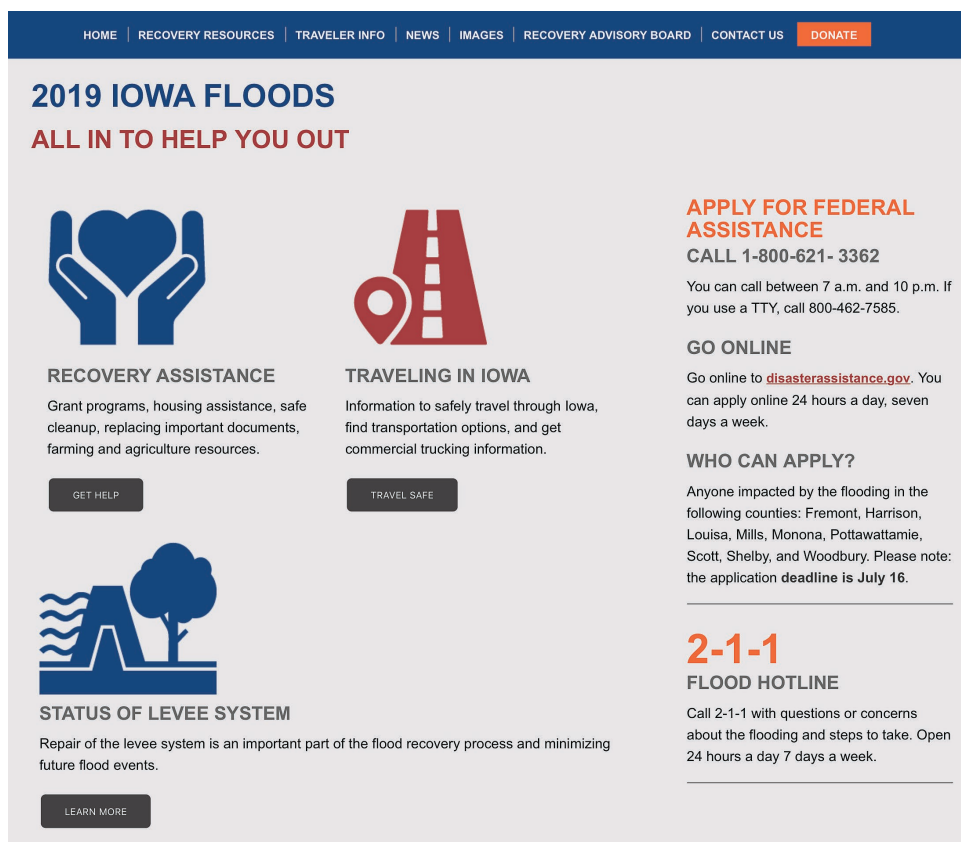 HOME | RECOVERY RESOURCES | TRAVELER INFO | NEWS | IMAGES | RECOVERY ADVISORY BOARD | CONTACT US DONATE
2019 IOWA FLOODS
ALL IN TO HELP YOU OUT
RECOVERY ASSISTANCE
Grant programs, housing assistance, safe
cleanup, replacing important documents,
farming and agriculture resources.
GET HELP
TRAVELING IN IOWA
Information to safely travel through Iowa,
find transportation options, and get
commercial trucking information.
TRAVEL SAFE
STATUS OF LEVEE SYSTEM
Repair of the levee system is an important part of the flood recovery process and minimizing
future flood events.
LEARN MORE
APPLY FOR FEDERAL
ASSISTANCE
CALL 1-800-621- 3362
You can call between 7 a.m. and 10 p.m. If
you use a TTY, call 800-462-7585.
GO ONLINE
Go online to disasterassistance.gov. You
can apply online 24 hours a day, seven
days a week.
WHO CAN APPLY?
Anyone impacted by the flooding in the
following counties: Fremont, Harrison,
Louisa, Mills, Monona, Pottawattamie,
Scott, Shelby, and Woodbury. Please note:
the application deadline is July 16.
2-1-1
FLOOD HOTLINE
Call 2-1-1 with questions or concerns
about the flooding and steps to take. Open
24 hours a day 7 days a week.